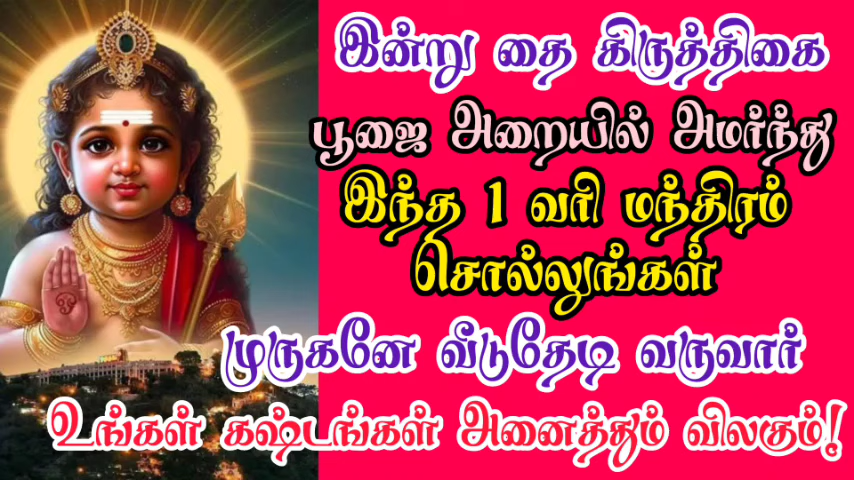 இன்று தை கிருத்திகை
பூஜை அறையில் அமர்ந்து
இந்த 1 வரி மந்திரம்
சொல்லுங்கள்
முருகனே வீடுதேடி வருவார்
உங்கள் கஷ்டங்கள் அனைத்தும் விலகும்!